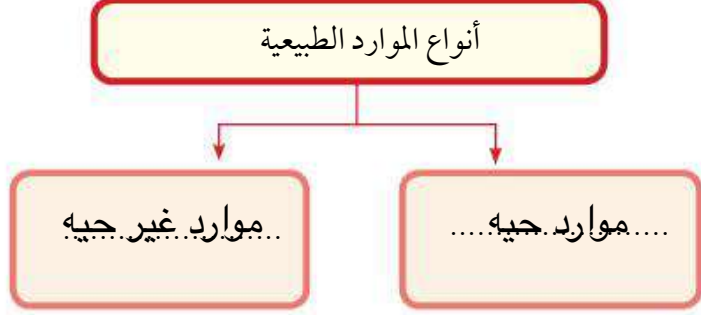 أنواع الموارد الطبيعية
موارد حيه
موارد غير حيه